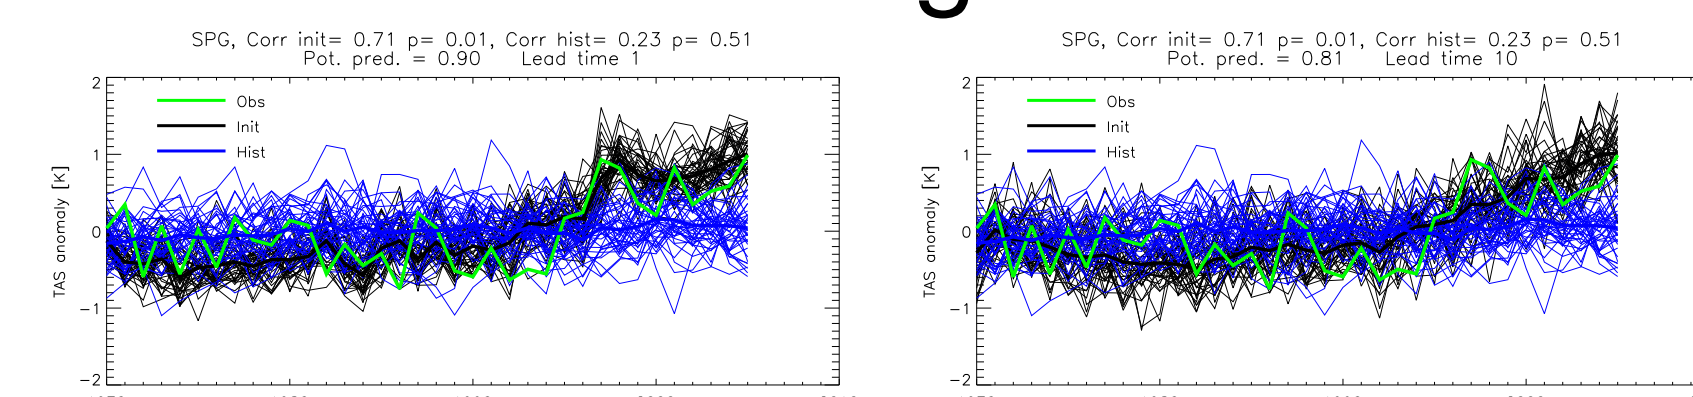 SPG, Corr init= 0.71 p= 0.01, Corr hist= 0.23 p= 0.51
Pot. pred. = 0.90 Lead time 1
2
1
0
−1
−2
TAS anomaly [K]
Obs
Init
Hist
SPG, Corr init= 0.71 p= 0.01, Corr hist= 0.23 p= 0.51
Pot. pred. = 0.81 Lead time 10
2
1
0
−1
−2
TAS anomaly [K]
Obs
Init
Hist